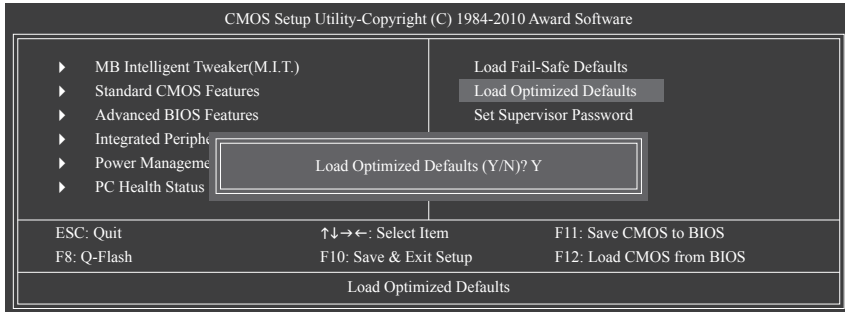 CMOS Setup Utility-Copyright (C) 1984-2010 Award Software
MB Intelligent Tweaker(M.I.T.)
Standard CMOS Features
Advanced BIOS Features
Integrated Periphe
Power Manageme
PC Health Status
Load Fail-Safe Defaults
Load Optimized Defaults
Set Supervisor Password
Load Optimized Defaults (Y/N)? Y
ESC: Quit
↑↓→←: Select Item
F11: Save CMOS to BIOS
F8: Q-Flash
F10: Save & Exit Setup
F12: Load CMOS from BIOS
Load Optimized Defaults